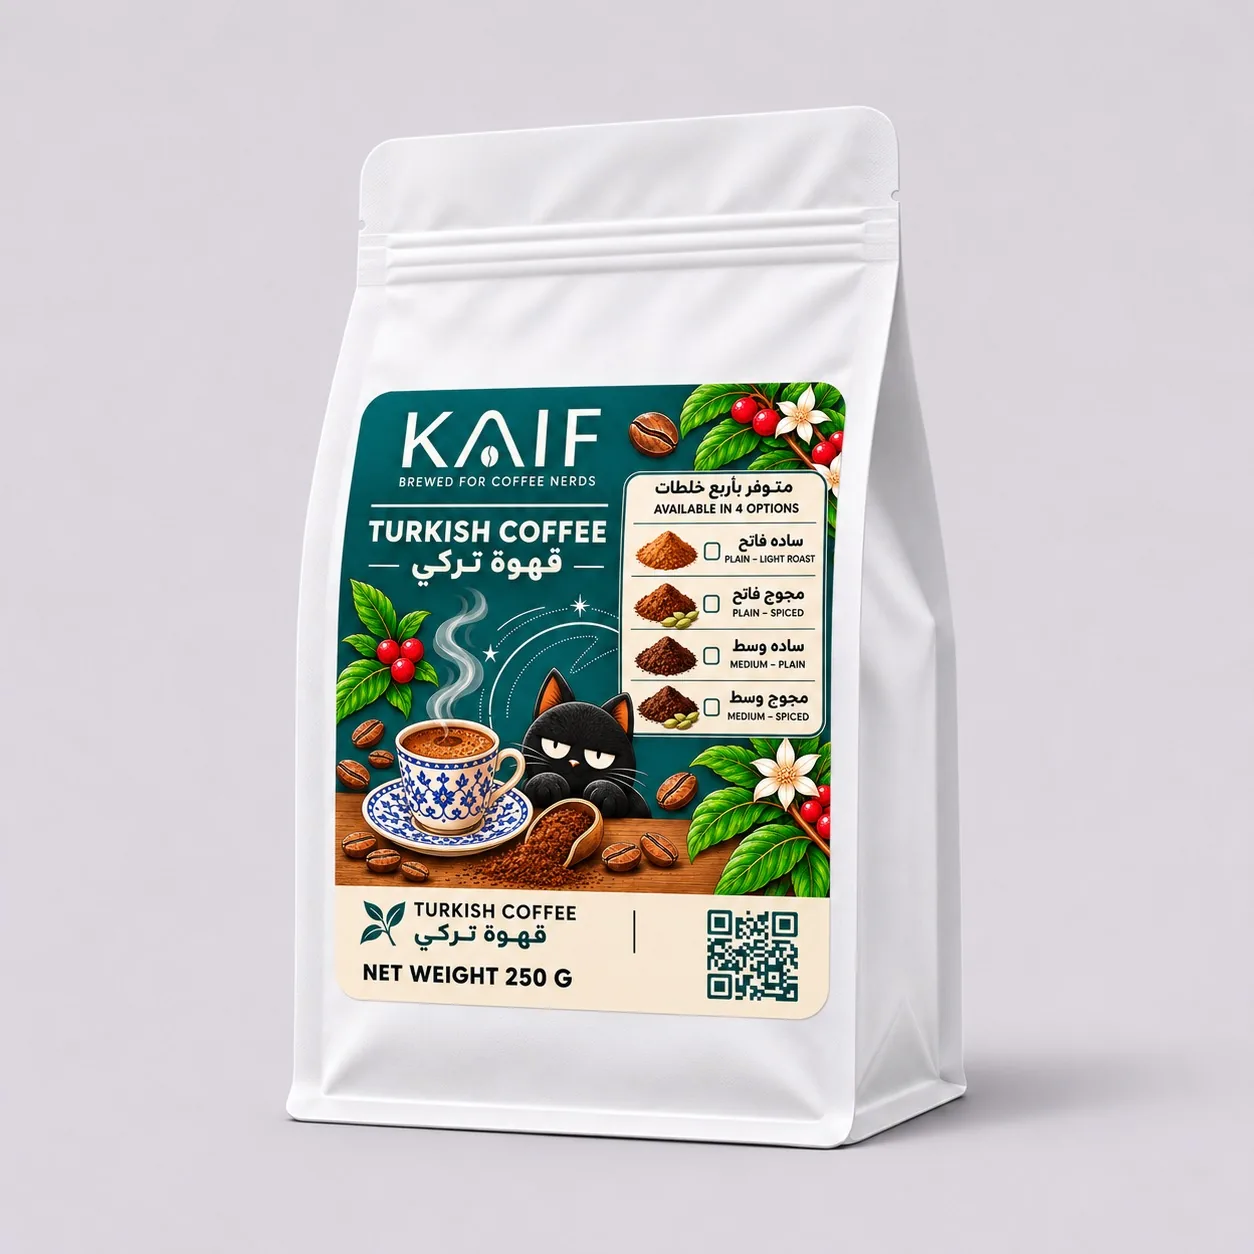 KAIF
BREWED FOR COFFEE NERDS
TURKISH COFFEE
قهوة تركي
متوفر بأربع خلطات
AVAILABLE IN 4 OPTIONS
ساده فاتح
PLAIN – LIGHT ROAST
مجوج فاتح
PLAIN – SPICED
ساده وسط
MEDIUM – PLAIN
مجوج وسط
MEDIUM – SPICED
TURKISH COFFEE
قهوة تركي
NET WEIGHT 250 G